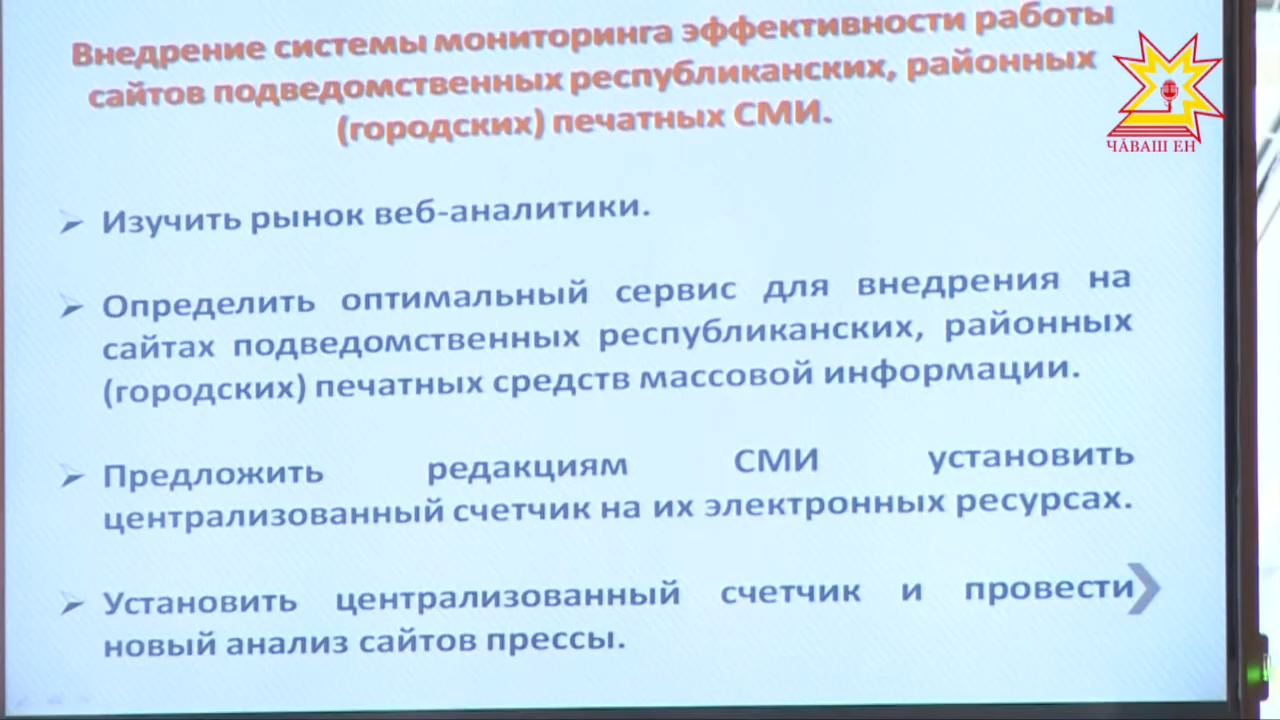 Внедрение системы мониторинга эффективности работы
сайтов подведомственных республиканских, районных
(городских) печатных СМИ.
ЧӐВАШ ЕН
Изучить рынок веб-аналитики.
Определить оптимальный сервис для внедрения на
сайтах подведомственных республиканских, районных
(городских) печатных средств массовой информации.
Предложить редакциям СМИ установить
централизованный счетчик на их электронных ресурсах.
Установить централизованный счетчик и провести
новый анализ сайтов прессы.